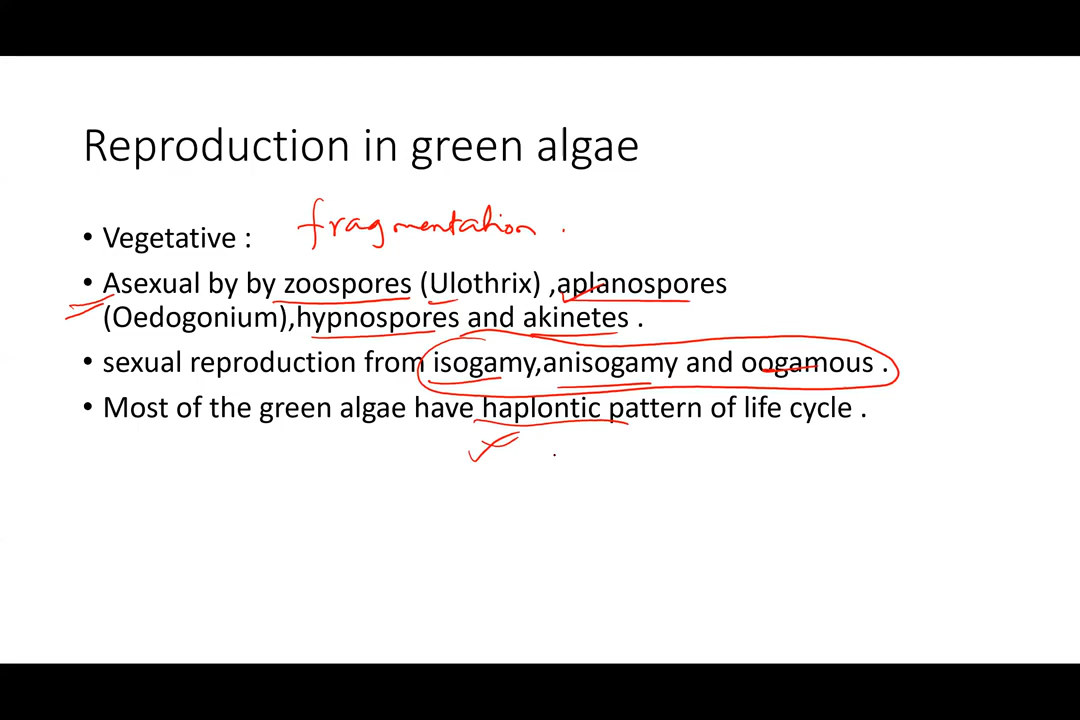 Reproduction in green algae
• Vegetative : fragmentation .
• Asexual by by zoospores (Ulothrix) ,aplanospores
(Oedogonium),hypnospores and akinetes .
• sexual reproduction from isogamy,anisogamy and oogamous .
• Most of the green algae have haplontic pattern of life cycle .